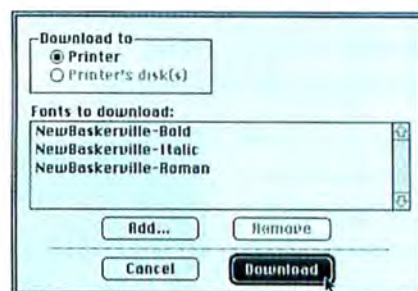 Download to
Printer
Printer's disk(s)
Fonts to download:
NewBaskerville-Bold
NewBaskerville-Italic
NewBaskerville-Roman
Add...
Remove
Cancel
Download